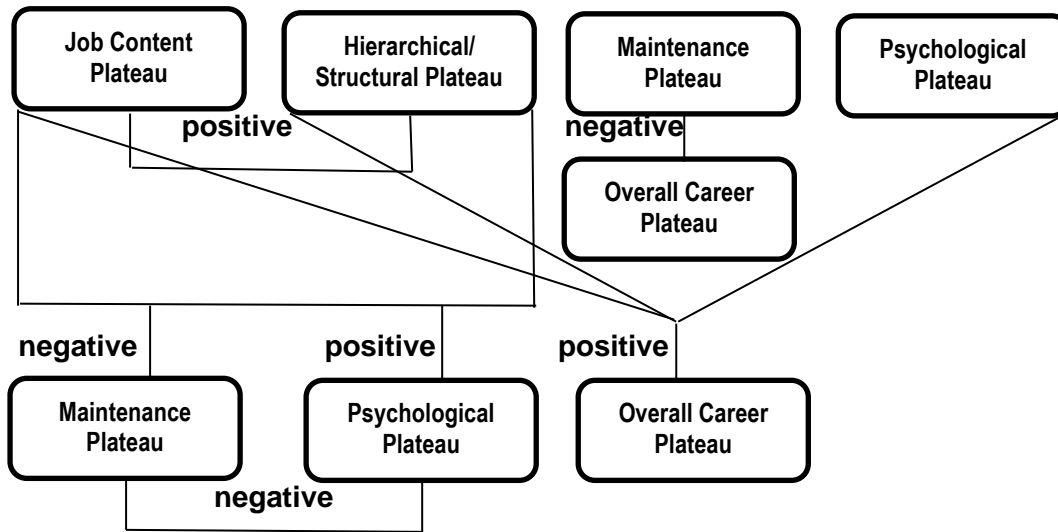 Job Content
Plateau
Hierarchical/
Structural Plateau
Maintenance
Plateau
Psychological
Plateau
positive
negative
Overall Career
Plateau
negative
positive
positive
Maintenance
Plateau
Psychological
Plateau
Overall Career
Plateau
negative